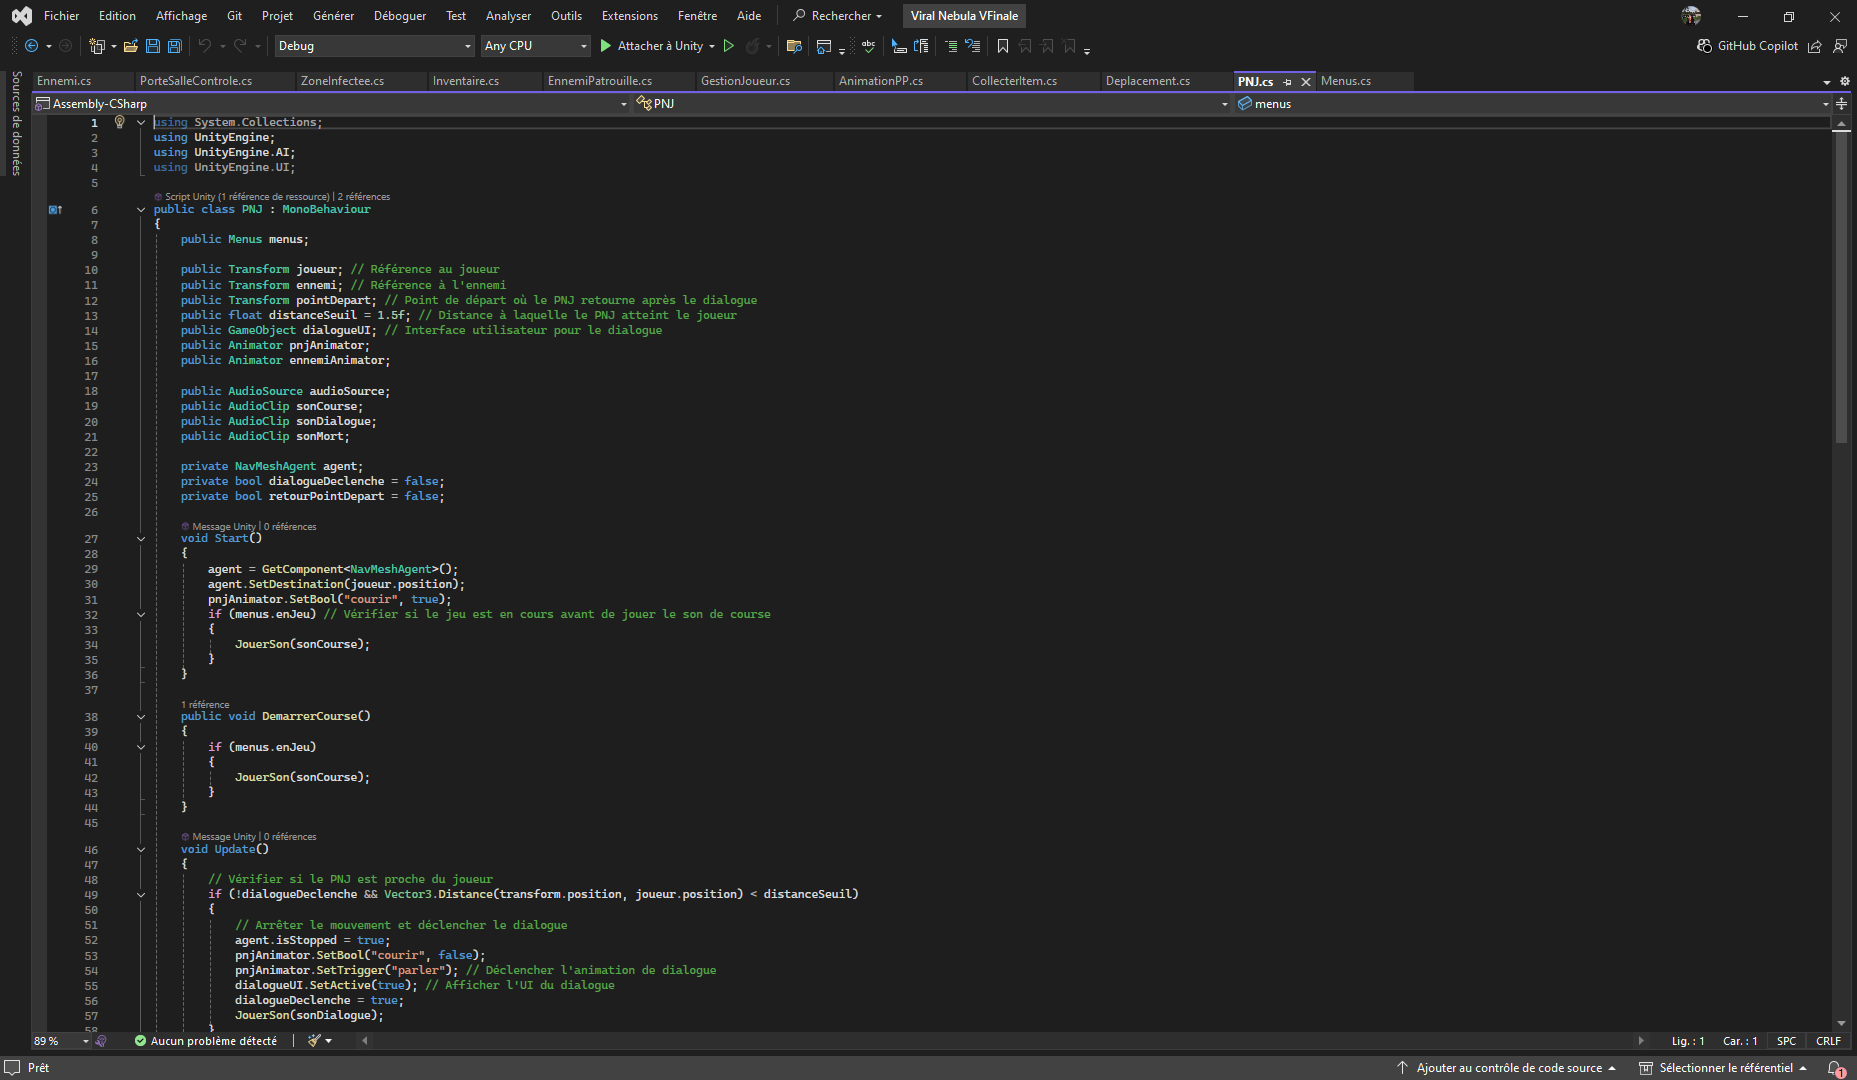 Fichier Edition Affichage Git Projet Générer Déboguer Test Analyser Outils Extensions Fenêtre Aide Rechercher Viral Nebula VFinale
Debug Any CPU Attacher à Unity abc GitHub Copilot
Sources de données
Ennemi.cs PorteSalleControle.cs ZoneInfectee.cs Inventaire.cs EnnemiPatrouille.cs GestionJoueur.cs AnimationPP.cs CollecterItem.cs Deplacement.cs PNJ.cs Menus.cs
Assembly-CSharp PNJ menus
1 using System.Collections;
2 using UnityEngine;
3 using UnityEngine.AI;
4 using UnityEngine.UI;
5
Script Unity (1 référence de ressource) | 2 références
6 public class PNJ : MonoBehaviour
7 {
8 public Menus menus;
9
10 public Transform joueur; // Référence au joueur
11 public Transform ennemi; // Référence à l'ennemi
12 public Transform pointDepart; // Point de départ où le PNJ retourne après le dialogue
13 public float distanceSeuil = 1.5f; // Distance à laquelle le PNJ atteint le joueur
14 public GameObject dialogueUI; // Interface utilisateur pour le dialogue
15 public Animator pnjAnimator;
16 public Animator ennemiAnimator;
17
18 public AudioSource audioSource;
19 public AudioClip sonCourse;
20 public AudioClip sonDialogue;
21 public AudioClip sonMort;
22
23 private NavMeshAgent agent;
24 private bool dialogueDeclenche = false;
25 private bool retourPointDepart = false;
26
Message Unity | 0 références
27 void Start()
28 {
29 agent = GetComponent<NavMeshAgent>();
30 agent.SetDestination(joueur.position);
31 pnjAnimator.SetBool("courir", true);
32 if (menus.enJeu) // Vérifier si le jeu est en cours avant de jouer le son de course
33 {
34 JouerSon(sonCourse);
35 }
36 }
37
1 référence
38 public void DemarrerCourse()
39 {
40 if (menus.enJeu)
41 {
42 JouerSon(sonCourse);
43 }
44 }
45
Message Unity | 0 références
46 void Update()
47 {
48 // Vérifier si le PNJ est proche du joueur
49 if (!dialogueDeclenche && Vector3.Distance(transform.position, joueur.position) < distanceSeuil)
50 {
51 // Arrêter le mouvement et déclencher le dialogue
52 agent.isStopped = true;
53 pnjAnimator.SetBool("courir", false);
54 pnjAnimator.SetTrigger("parler"); // Déclencher l'animation de dialogue
55 dialogueUI.SetActive(true); // Afficher l'UI du dialogue
56 dialogueDeclenche = true;
57 JouerSon(sonDialogue);
58 }
89 % Aucun problème détecté Lig. : 1 Car. : 1 SPC CRLF
Prêt Ajouter au contrôle de code source Sélectionner le référentiel 1